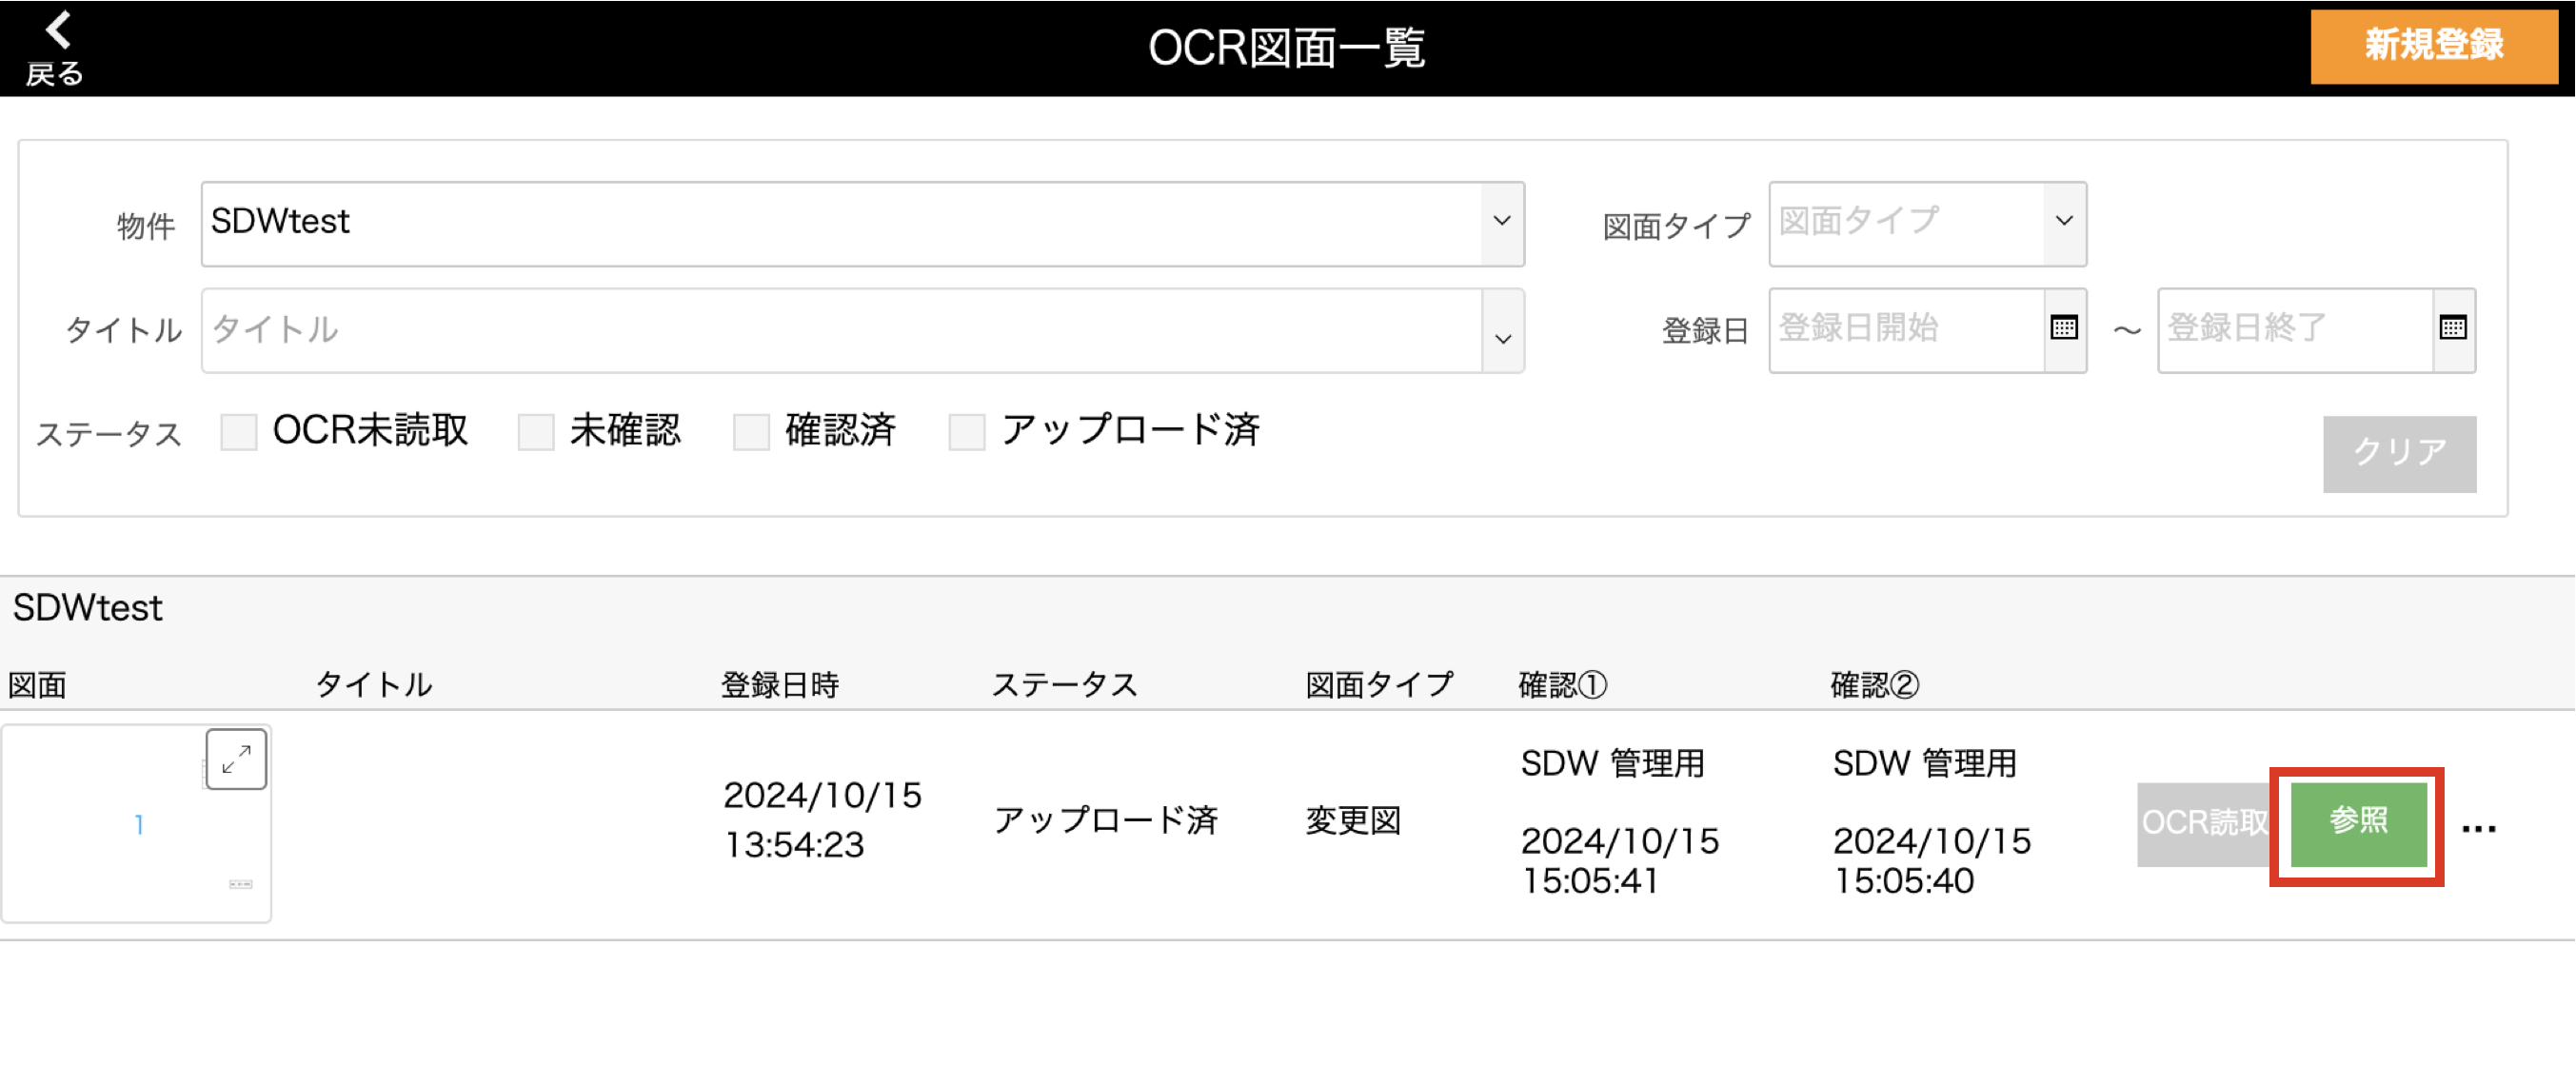 戻る
OCR図面一覧
新規登録
物件
SDWtest
図面タイプ
図面タイプ
タイトル
タイトル
登録日
登録日開始
～
登録日終了
ステータス
OCR未読取
未確認
確認済
アップロード済
クリア
SDWtest
図面
タイトル
登録日時
ステータス
図面タイプ
確認①
確認②
1
2024/10/15
13:54:23
アップロード済
変更図
SDW 管理用
2024/10/15
15:05:41
SDW 管理用
2024/10/15
15:05:40
OCR読取
参照
...